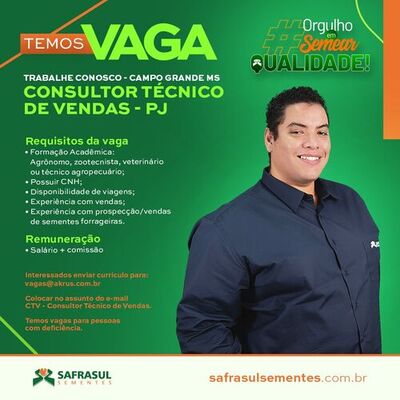 TEMOS VAGA
#Orgulho
em
Semear
QUALIDADE!
TRABALHE CONOSCO - CAMPO GRANDE MS
CONSULTOR TÉCNICO
DE VENDAS - PJ
Requisitos da vaga
• Formação Acadêmica:
Agrônomo, zootecnista, veterinário
ou técnico agropecuário;
• Possuir CNH;
• Disponibilidade de viagens;
• Experiência com vendas;
• Experiência com prospecção/vendas
de sementes forrageiras.
Remuneração
• Salário + comissão
Interessados enviar currículo para:
vagas@akrus.com.br
Colocar no assunto do e-mail
CTV - Consultor Técnico de Vendas.
Temos vagas para pessoas
com deficiência.
SAFRASUL
SEMENTES
safrasulsementes.com.br